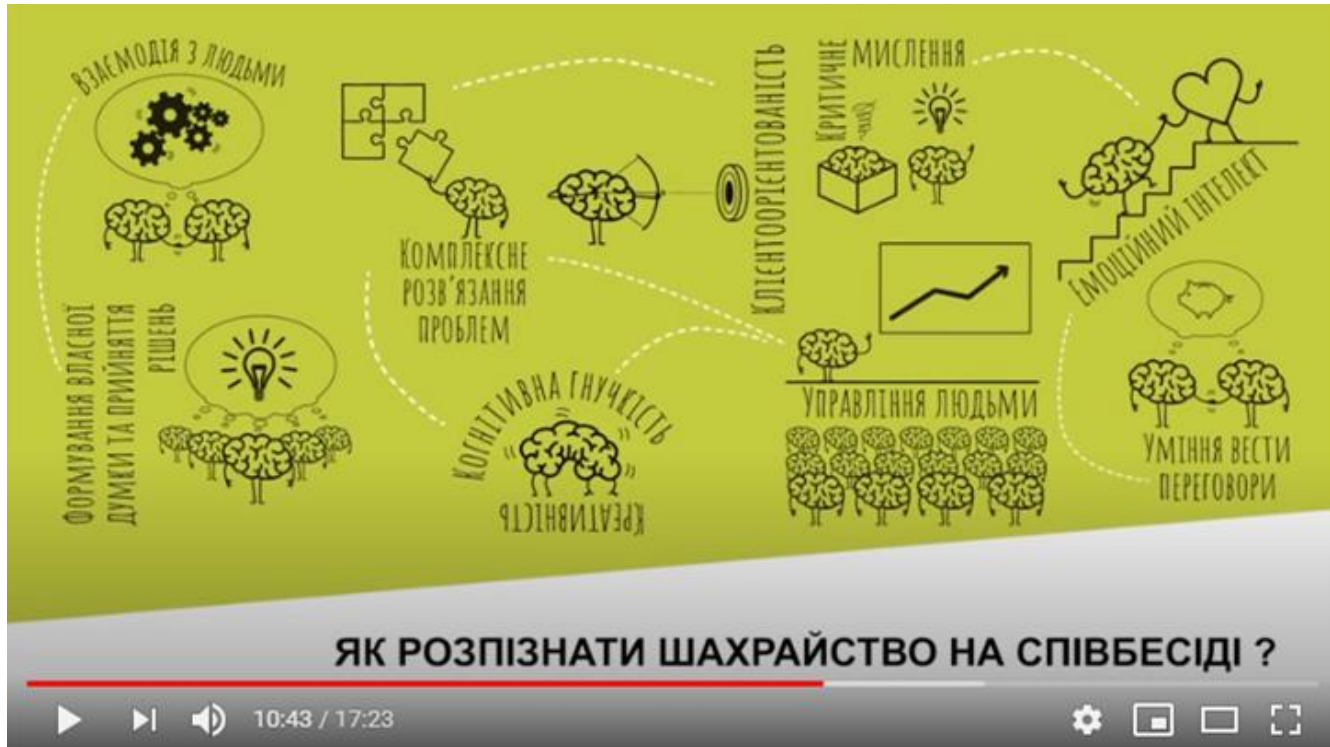 ВЗАЄМОДІЯ З ЛЮДЬМИ
КОМПЛЕКСНЕ
РОЗВ'ЯЗАННЯ
ПРОБЛЕМ
КЛІЄНТООРІЄНТОВАНІСТЬ
КРИТИЧНЕ
МИСЛЕННЯ
ЕМОЦІЙНИЙ ІНТЕЛЕКТ
ФОРМУВАННЯ ВЛАСНОЇ
ДУМКИ ТА ПРИЙНЯТТЯ
РІШЕНЬ
КОГНІТИВНА ГНУЧКІСТЬ
КРЕАТИВНІСТЬ
УПРАВЛІННЯ ЛЮДЬМИ
УМІННЯ ВЕСТИ
ПЕРЕГОВОРИ
ЯК РОЗПІЗНАТИ ШАХРАЙСТВО НА СПІВБЕСІДІ ?
10:43 / 17:23